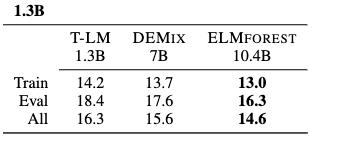 1.3B
T-LM DEMIX ELMFOREST
1.3B 7B 10.4B
Train 14.2 13.7 13.0
Eval 18.4 17.6 16.3
All 16.3 15.6 14.6